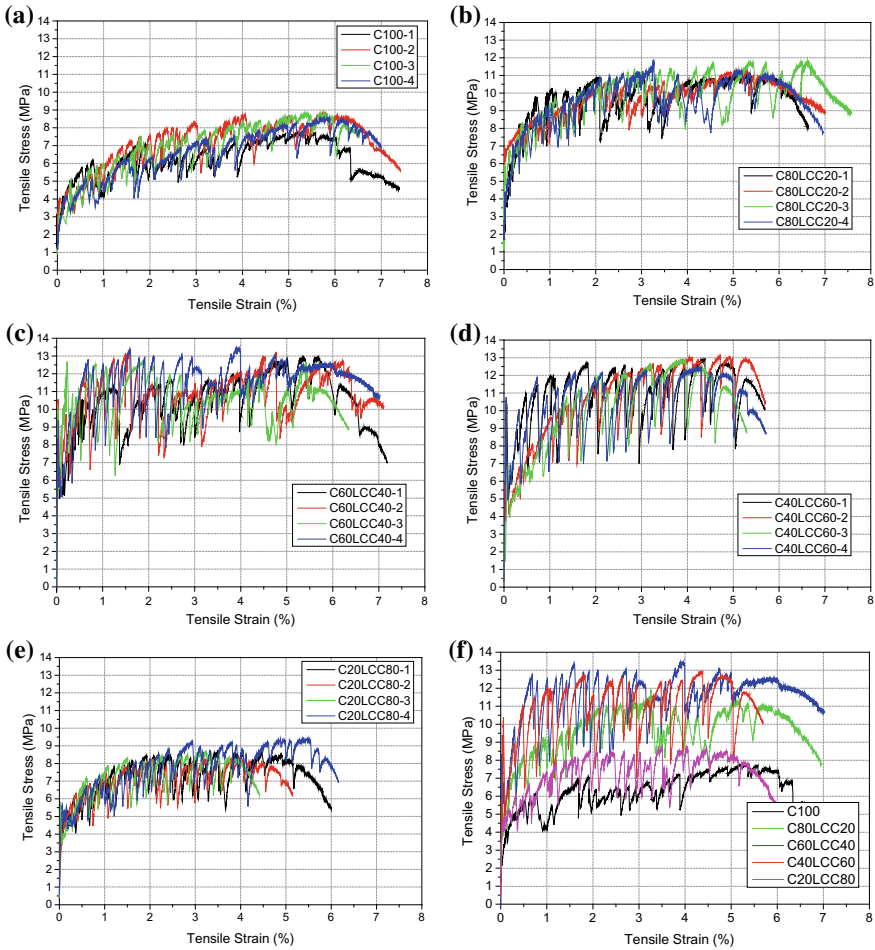 (a)
14
13
12
11
10
9
8
7
6
5
4
3
2
1
0
Tensile Stress (MPa)
C100-1
C100-2
C100-3
C100-4
0 1 2 3 4 5 6 7 8
Tensile Strain (%)
(b)
14
13
12
11
10
9
8
7
6
5
4
3
2
1
0
Tensile Stress (MPa)
C80LCC20-1
C80LCC20-2
C80LCC20-3
C80LCC20-4
0 1 2 3 4 5 6 7 8
Tensile Strain (%)
(c)
14
13
12
11
10
9
8
7
6
5
4
3
2
1
0
Tensile Stress (MPa)
C60LCC40-1
C60LCC40-2
C60LCC40-3
C60LCC40-4
0 1 2 3 4 5 6 7 8
Tensile Strain (%)
(d)
14
13
12
11
10
9
8
7
6
5
4
3
2
1
0
Tensile Stress (MPa)
C40LCC60-1
C40LCC60-2
C40LCC60-3
C40LCC60-4
0 1 2 3 4 5 6 7
Tensile Strain (%)
(e)
14
13
12
11
10
9
8
7
6
5
4
3
2
1
0
Tensile Stress (MPa)
C20LCC80-1
C20LCC80-2
C20LCC80-3
C20LCC80-4
0 1 2 3 4 5 6 7 8
Tensile Strain (%)
(f)
14
13
12
11
10
9
8
7
6
5
4
3
2
1
0
Tensile Stress (MPa)
C100
C80LCC20
C60LCC40
C40LCC60
C20LCC80
0 1 2 3 4 5 6 7 8
Tensile Strain (%)